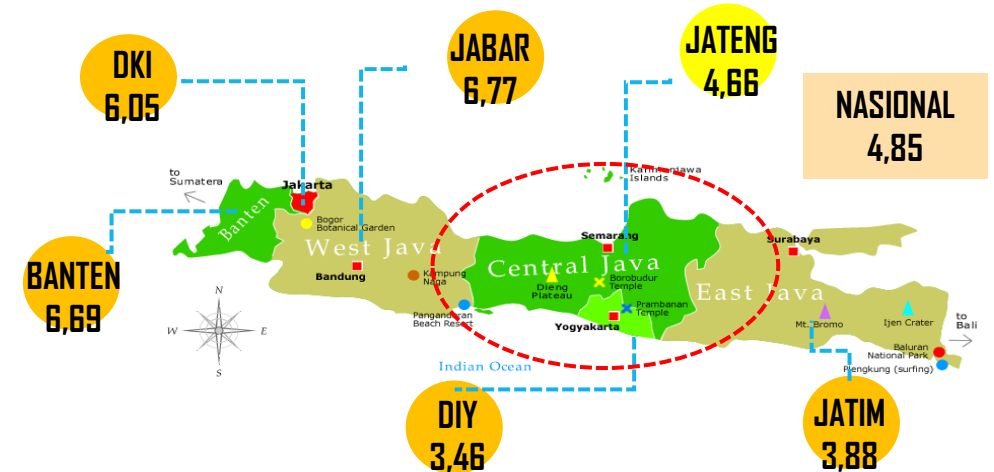 DKI
6,05
JABAR
6,77
JATENG
4,66
NASIONAL
4,85
to
Sumatera
Jakarta
Karimunjawa
Islands
Banten
Bogor
Botanical Garden
West Java
Semarang
Surabaya
Bandung
Kampung
Naga
Central Java
Dieng
Plateau
Borobudur
Temple
East Java
BANTEN
6,69
N
W
E
S
Pangandaran
Beach Resort
Yogyakarta
Prambanan
Temple
Mt. Bromo
Ijen Crater
to
Bali
Baluran
National Park
Plengkung (surfing)
Indian Ocean
DIY
3,46
JATIM
3,88